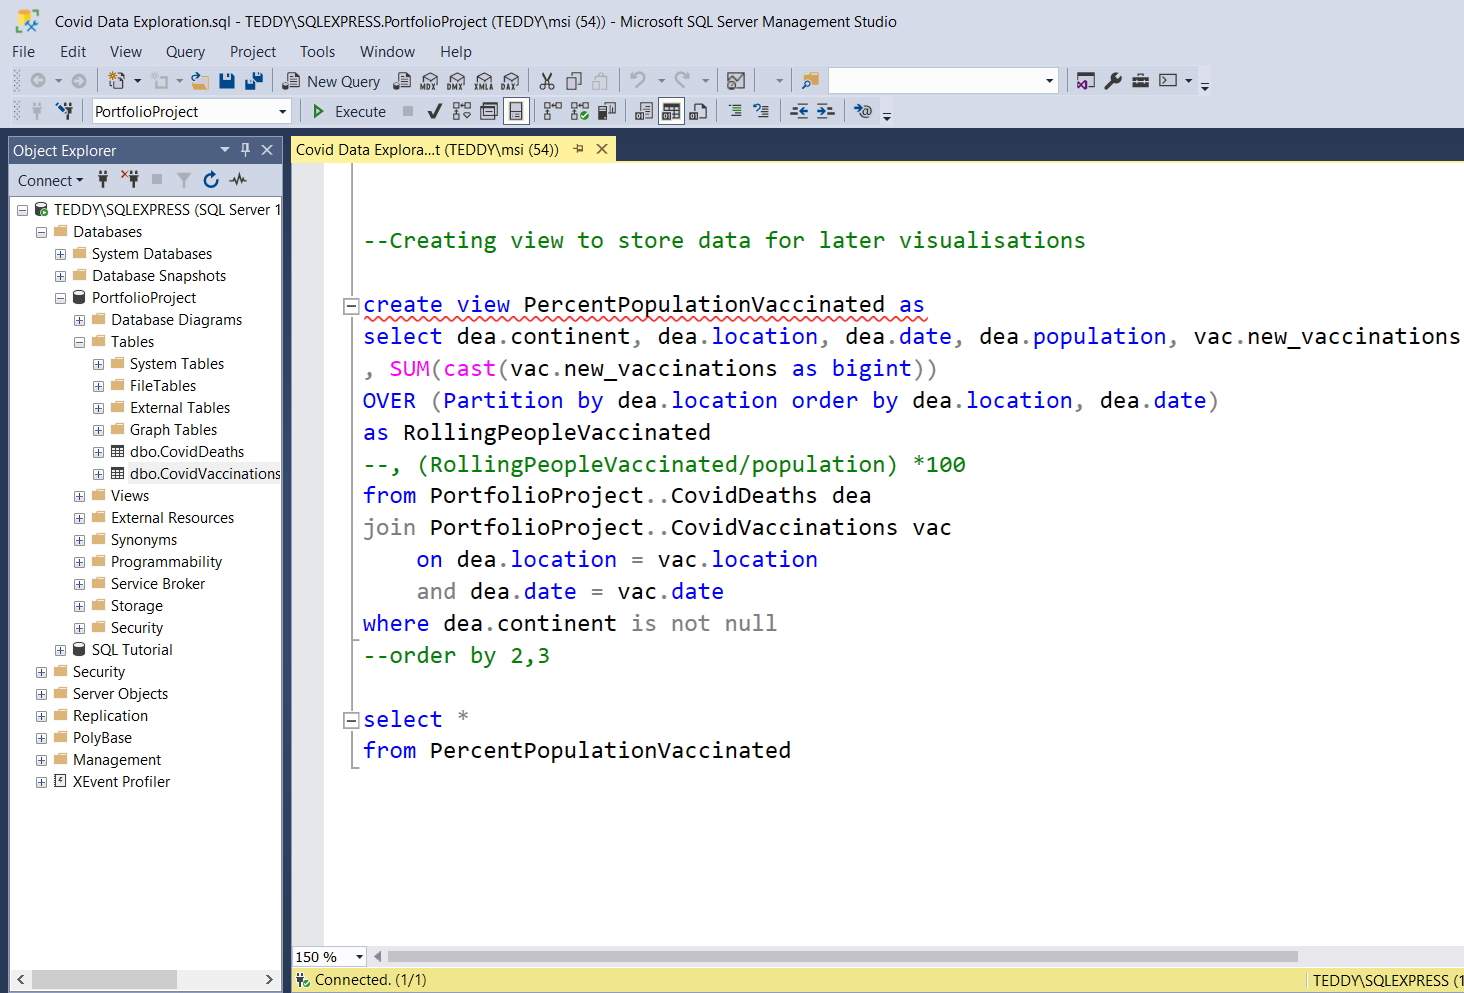 Covid Data Exploration.sql - TEDDY\SQLEXPRESS.PortfolioProject (TEDDY\msi (54)) - Microsoft SQL Server Management Studio
File Edit View Query Project Tools Window Help
New Query MDX DMX XMLA DAX
PortfolioProject Execute
Object Explorer
Connect
TEDDY\SQLEXPRESS (SQL Server 1
Databases
System Databases
Database Snapshots
PortfolioProject
Database Diagrams
Tables
System Tables
FileTables
External Tables
Graph Tables
dbo.CovidDeaths
dbo.CovidVaccinations
Views
External Resources
Synonyms
Programmability
Service Broker
Storage
Security
SQL Tutorial
Security
Server Objects
Replication
PolyBase
Management
XEvent Profiler
Covid Data Explora...t (TEDDY\msi (54))
--Creating view to store data for later visualisations
create view PercentPopulationVaccinated as
select dea.continent, dea.location, dea.date, dea.population, vac.new_vaccinations
, SUM(cast(vac.new_vaccinations as bigint))
OVER (Partition by dea.location order by dea.location, dea.date)
as RollingPeopleVaccinated
--, (RollingPeopleVaccinated/population) *100
from PortfolioProject..CovidDeaths dea
join PortfolioProject..CovidVaccinations vac
on dea.location = vac.location
and dea.date = vac.date
where dea.continent is not null
--order by 2,3
select *
from PercentPopulationVaccinated
150 %
Connected. (1/1)
TEDDY\SQLEXPRESS (1